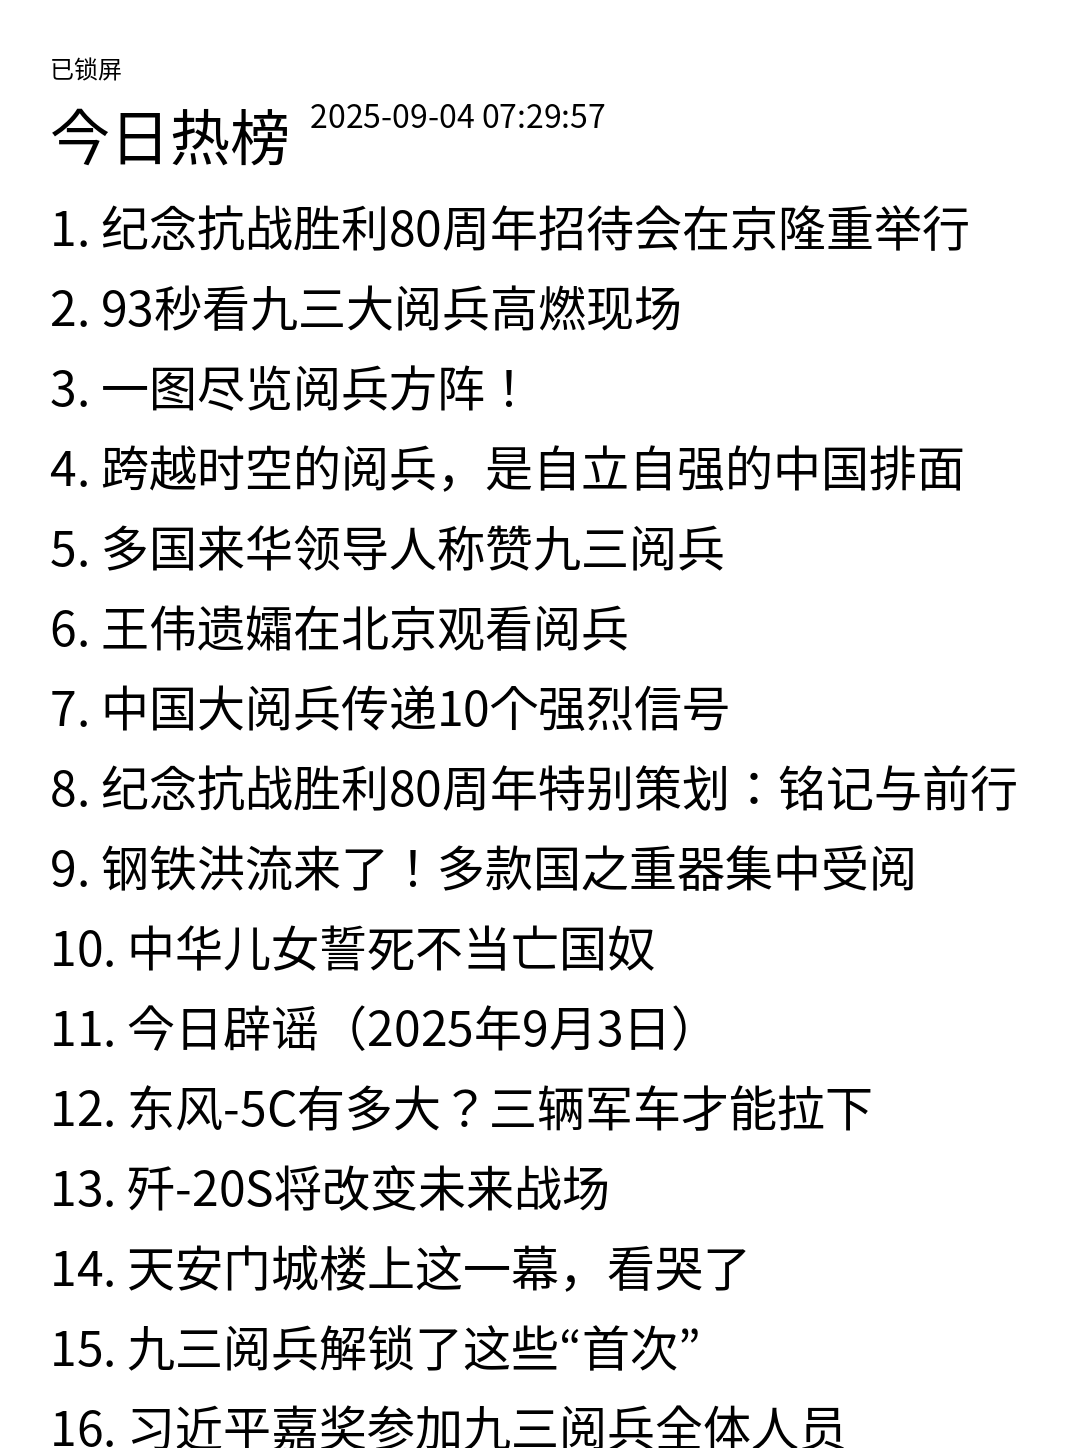 已锁屏
今日热榜 2025-09-04 07:29:57
1. 纪念抗战胜利80周年招待会在京隆重举行
2. 93秒看九三大阅兵高燃现场
3. 一图尽览阅兵方阵！
4. 跨越时空的阅兵，是自立自强的中国排面
5. 多国来华领导人称赞九三阅兵
6. 王伟遗孀在北京观看阅兵
7. 中国大阅兵传递10个强烈信号
8. 纪念抗战胜利80周年特别策划：铭记与前行
9. 钢铁洪流来了！多款国之重器集中受阅
10. 中华儿女誓死不当亡国奴
11. 今日辟谣（2025年9月3日）
12. 东风-5C有多大？三辆军车才能拉下
13. 歼-20S将改变未来战场
14. 天安门城楼上这一幕，看哭了
15. 九三阅兵解锁了这些“首次”
16. 习近平嘉奖参加九三阅兵全体人员